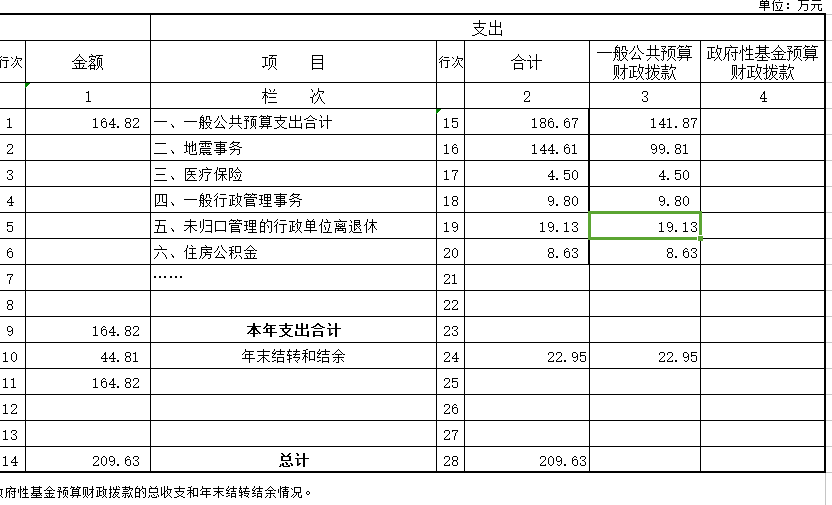 单位：万元
支出
行次 金额 项 目 行次 合计 一般公共预算财政拨款 政府性基金预算财政拨款
1 栏 次 2 3 4
1 164.82 一、一般公共预算支出合计 15 186.67 141.87
2 二、地震事务 16 144.61 99.81
3 三、医疗保险 17 4.50 4.50
4 四、一般行政管理事务 18 9.80 9.80
5 五、未归口管理的行政单位离退休 19 19.13 19.13
6 六、住房公积金 20 8.63 8.63
7 …… 21
8 22
9 164.82 本年支出合计 23
10 44.81 年末结转和结余 24 22.95 22.95
11 164.82 25
12 26
13 27
14 209.63 总计 28 209.63
府性基金预算财政拨款的总收支和年末结转结余情况。